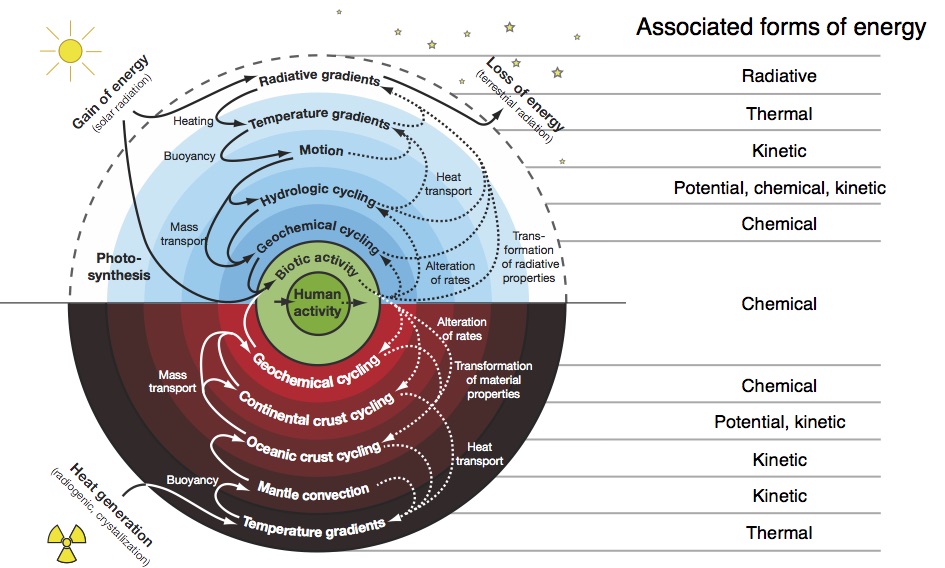 Associated forms of energy
Gain of energy
(solar radiation)
Loss of energy
(terrestrial radiation)
Radiative gradients
Radiative
Heating
Temperature gradients
Thermal
Buoyancy
Motion
Kinetic
Heat
transport
Hydrologic cycling
Potential, chemical, kinetic
Mass
transport
Geochemical cycling
Chemical
Trans-
formation
of radiative
properties
Alteration
of rates
Photo-
synthesis
Biotic activity
Human
activity
Chemical
Alteration
of rates
Geochemical cycling
Transformation
of material
properties
Mass
transport
Chemical
Continental crust cycling
Potential, kinetic
Oceanic crust cycling
Heat
transport
Kinetic
Buoyancy
Mantle convection
Kinetic
Heat generation
(radiogenic, crystallization)
Temperature gradients
Thermal